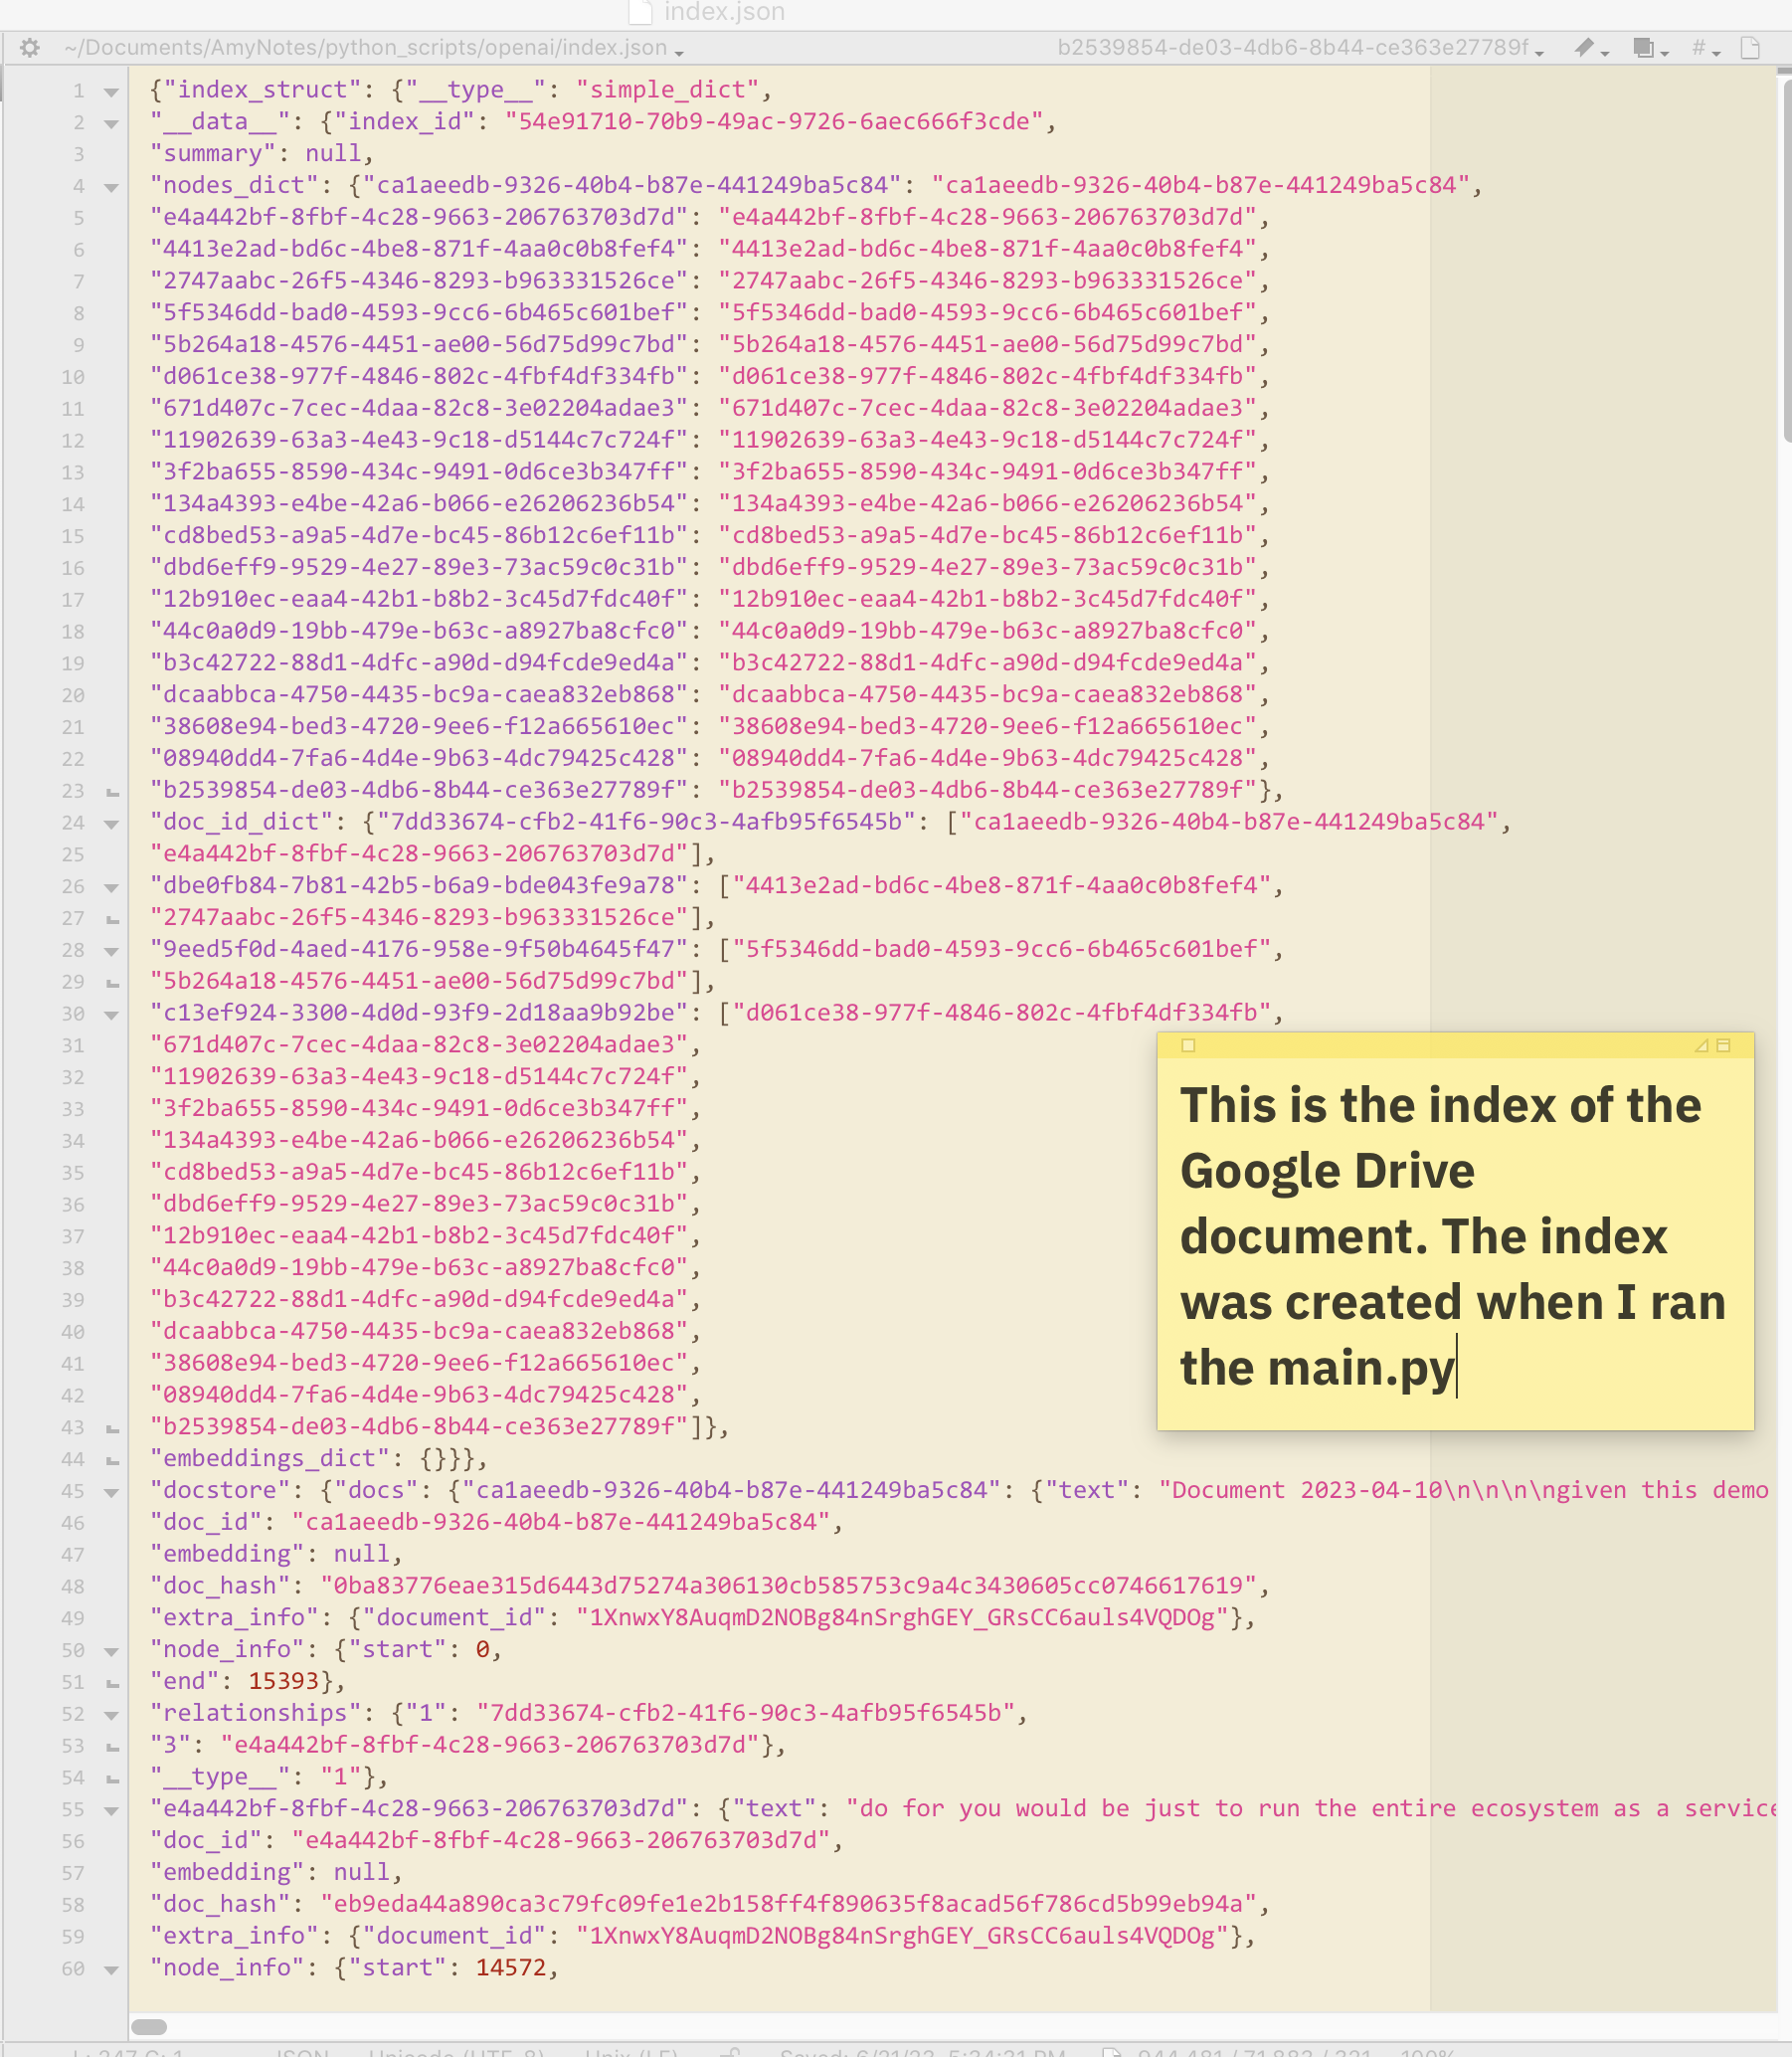 index.json
~/Documents/AmyNotes/python_scripts/openai/index.json b2539854-de03-4db6-8b44-ce363e27789f #
1 {"index_struct": {"__type__": "simple_dict",
2 "__data__": {"index_id": "54e91710-70b9-49ac-9726-6aec666f3cde",
3 "summary": null,
4 "nodes_dict": {"ca1aeedb-9326-40b4-b87e-441249ba5c84": "ca1aeedb-9326-40b4-b87e-441249ba5c84",
5 "e4a442bf-8fbf-4c28-9663-206763703d7d": "e4a442bf-8fbf-4c28-9663-206763703d7d",
6 "4413e2ad-bd6c-4be8-871f-4aa0c0b8fef4": "4413e2ad-bd6c-4be8-871f-4aa0c0b8fef4",
7 "2747aabc-26f5-4346-8293-b963331526ce": "2747aabc-26f5-4346-8293-b963331526ce",
8 "5f5346dd-bad0-4593-9cc6-6b465c601bef": "5f5346dd-bad0-4593-9cc6-6b465c601bef",
9 "5b264a18-4576-4451-ae00-56d75d99c7bd": "5b264a18-4576-4451-ae00-56d75d99c7bd",
10 "d061ce38-977f-4846-802c-4fbf4df334fb": "d061ce38-977f-4846-802c-4fbf4df334fb",
11 "671d407c-7cec-4daa-82c8-3e02204adae3": "671d407c-7cec-4daa-82c8-3e02204adae3",
12 "11902639-63a3-4e43-9c18-d5144c7c724f": "11902639-63a3-4e43-9c18-d5144c7c724f",
13 "3f2ba655-8590-434c-9491-0d6ce3b347ff": "3f2ba655-8590-434c-9491-0d6ce3b347ff",
14 "134a4393-e4be-42a6-b066-e26206236b54": "134a4393-e4be-42a6-b066-e26206236b54",
15 "cd8bed53-a9a5-4d7e-bc45-86b12c6ef11b": "cd8bed53-a9a5-4d7e-bc45-86b12c6ef11b",
16 "dbd6eff9-9529-4e27-89e3-73ac59c0c31b": "dbd6eff9-9529-4e27-89e3-73ac59c0c31b",
17 "12b910ec-eaa4-42b1-b8b2-3c45d7fdc40f": "12b910ec-eaa4-42b1-b8b2-3c45d7fdc40f",
18 "44c0a0d9-19bb-479e-b63c-a8927ba8cfc0": "44c0a0d9-19bb-479e-b63c-a8927ba8cfc0",
19 "b3c42722-88d1-4dfc-a90d-d94fcde9ed4a": "b3c42722-88d1-4dfc-a90d-d94fcde9ed4a",
20 "dcaabbca-4750-4435-bc9a-caea832eb868": "dcaabbca-4750-4435-bc9a-caea832eb868",
21 "38608e94-bed3-4720-9ee6-f12a665610ec": "38608e94-bed3-4720-9ee6-f12a665610ec",
22 "08940dd4-7fa6-4d4e-9b63-4dc79425c428": "08940dd4-7fa6-4d4e-9b63-4dc79425c428",
23 "b2539854-de03-4db6-8b44-ce363e27789f": "b2539854-de03-4db6-8b44-ce363e27789f"},
24 "doc_id_dict": {"7dd33674-cfb2-41f6-90c3-4afb95f6545b": ["ca1aeedb-9326-40b4-b87e-441249ba5c84",
25 "e4a442bf-8fbf-4c28-9663-206763703d7d"],
26 "dbe0fb84-7b81-42b5-b6a9-bde043fe9a78": ["4413e2ad-bd6c-4be8-871f-4aa0c0b8fef4",
27 "2747aabc-26f5-4346-8293-b963331526ce"],
28 "9eed5f0d-4aed-4176-958e-9f50b4645f47": ["5f5346dd-bad0-4593-9cc6-6b465c601bef",
29 "5b264a18-4576-4451-ae00-56d75d99c7bd"],
30 "c13ef924-3300-4d0d-93f9-2d18aa9b92be": ["d061ce38-977f-4846-802c-4fbf4df334fb",
31 "671d407c-7cec-4daa-82c8-3e02204adae3",
32 "11902639-63a3-4e43-9c18-d5144c7c724f",
33 "3f2ba655-8590-434c-9491-0d6ce3b347ff",
34 "134a4393-e4be-42a6-b066-e26206236b54",
35 "cd8bed53-a9a5-4d7e-bc45-86b12c6ef11b",
36 "dbd6eff9-9529-4e27-89e3-73ac59c0c31b",
37 "12b910ec-eaa4-42b1-b8b2-3c45d7fdc40f",
38 "44c0a0d9-19bb-479e-b63c-a8927ba8cfc0",
39 "b3c42722-88d1-4dfc-a90d-d94fcde9ed4a",
40 "dcaabbca-4750-4435-bc9a-caea832eb868",
41 "38608e94-bed3-4720-9ee6-f12a665610ec",
42 "08940dd4-7fa6-4d4e-9b63-4dc79425c428",
43 "b2539854-de03-4db6-8b44-ce363e27789f"]},
44 "embeddings_dict": {}}},
45 "docstore": {"docs": {"ca1aeedb-9326-40b4-b87e-441249ba5c84": {"text": "Document 2023-04-10\n\n\n\ngiven this demo
46 "doc_id": "ca1aeedb-9326-40b4-b87e-441249ba5c84",
47 "embedding": null,
48 "doc_hash": "0ba83776eae315d6443d75274a306130cb585753c9a4c3430605cc0746617619",
49 "extra_info": {"document_id": "1XnwxY8AuqmD2NOBg84nSrghGEY_GRsCC6auls4VQDOg"},
50 "node_info": {"start": 0,
51 "end": 15393},
52 "relationships": {"1": "7dd33674-cfb2-41f6-90c3-4afb95f6545b",
53 "3": "e4a442bf-8fbf-4c28-9663-206763703d7d"},
54 "__type__": "1"},
55 "e4a442bf-8fbf-4c28-9663-206763703d7d": {"text": "do for you would be just to run the entire ecosystem as a service
56 "doc_id": "e4a442bf-8fbf-4c28-9663-206763703d7d",
57 "embedding": null,
58 "doc_hash": "eb9eda44a890ca3c79fc09fe1e2b158ff4f890635f8acad56f786cd5b99eb94a",
59 "extra_info": {"document_id": "1XnwxY8AuqmD2NOBg84nSrghGEY_GRsCC6auls4VQDOg"},
60 "node_info": {"start": 14572,
This is the index of the
Google Drive
document. The index
was created when I ran
the main.py
L: 247 C: 1 JSON Unicode (UTF-8) Unix (LF) Saved: 6/21/23, 5:34:31 PM